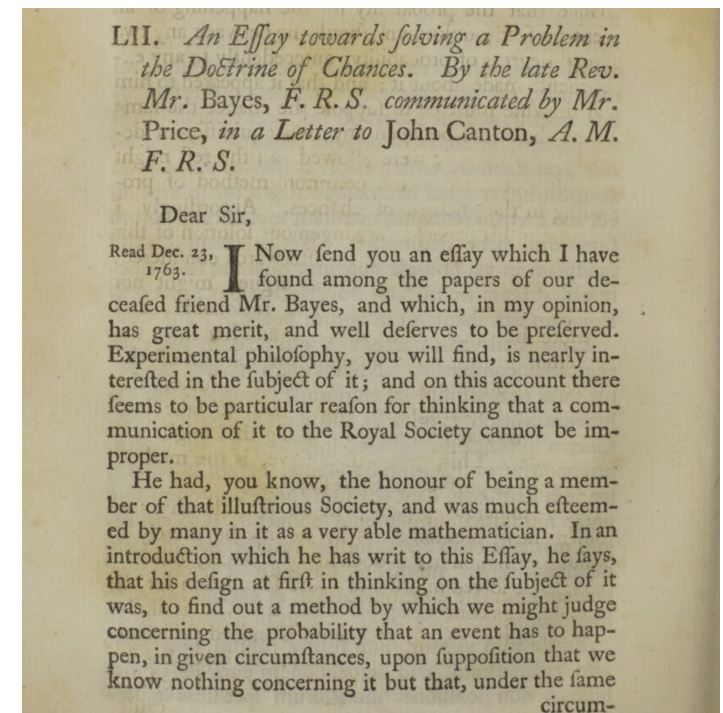 LII. An Eſſay towards ſolving a Problem in
the Doctrine of Chances. By the late Rev.
Mr. Bayes, F. R. S. communicated by Mr.
Price, in a Letter to John Canton, A. M.
F. R. S.
Dear Sir,
Read Dec. 23,
1763.
I Now ſend you an eſſay which I have
found among the papers of our de-
ceaſed friend Mr. Bayes, and which, in my opinion,
has great merit, and well deſerves to be preſerved.
Experimental philoſophy, you will find, is nearly in-
tereſted in the ſubject of it; and on this account there
ſeems to be particular reaſon for thinking that a com-
munication of it to the Royal Society cannot be im-
proper.
He had, you know, the honour of being a mem-
ber of that illuſtrious Society, and was much eſteem-
ed by many in it as a very able mathematician. In an
introduction which he has writ to this Eſſay, he ſays,
that his deſign at firſt in thinking on the ſubject of it
was, to find out a method by which we might judge
concerning the probability that an event has to hap-
pen, in given circumſtances, upon ſuppoſition that we
know nothing concerning it but that, under the ſame
circum-